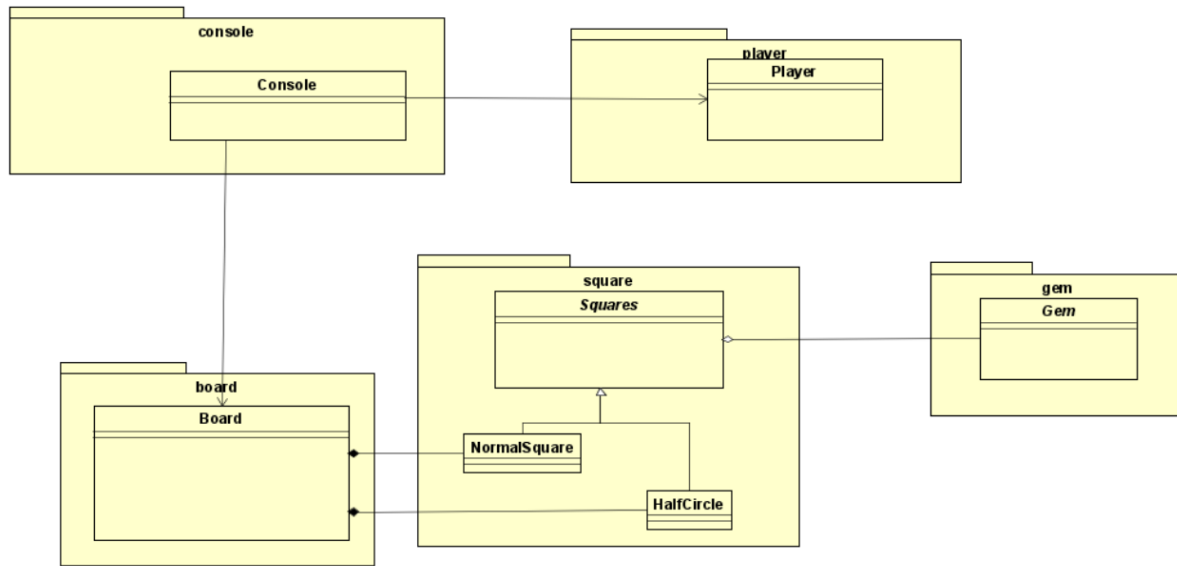 console
Console
player
Player
square
Squares
gem
Gem
board
Board
NormalSquare
HalfCircle